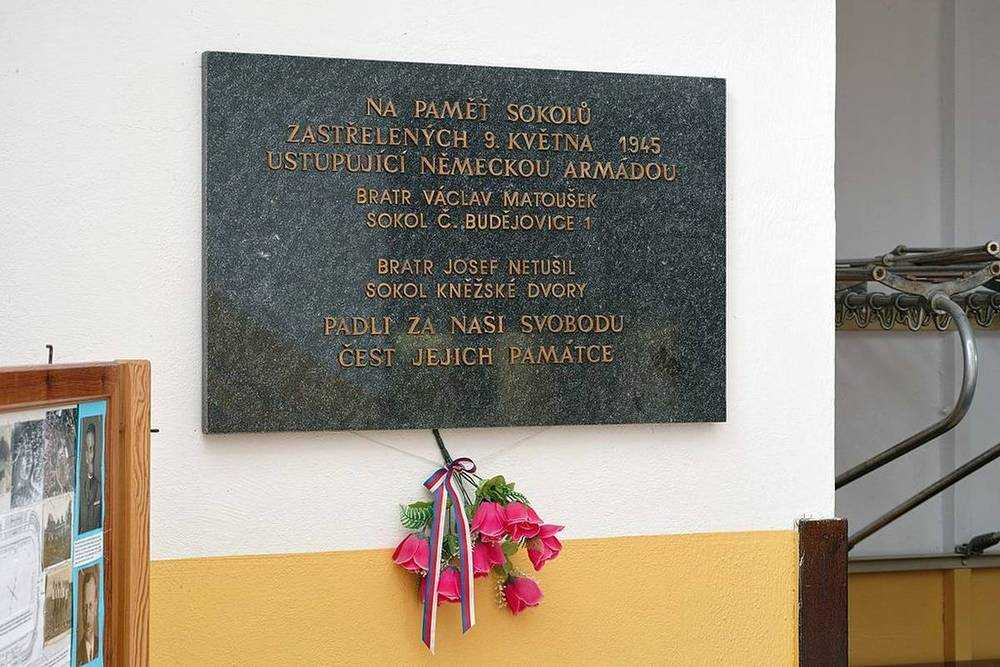 NA PAMĚŤ SOKOLŮ
ZASTŘELENÝCH 9. KVĚTNA 1945
USTUPUJÍCÍ NĚMECKOU ARMÁDOU
BRATR VÁCLAV MATOUŠEK
SOKOL Č. BUDĚJOVICE 1
BRATR JOSEF NETUŠIL
SOKOL KNĚŽSKÉ DVORY
PADLI ZA NAŠI SVOBODU
ČEST JEJICH PAMÁTCE